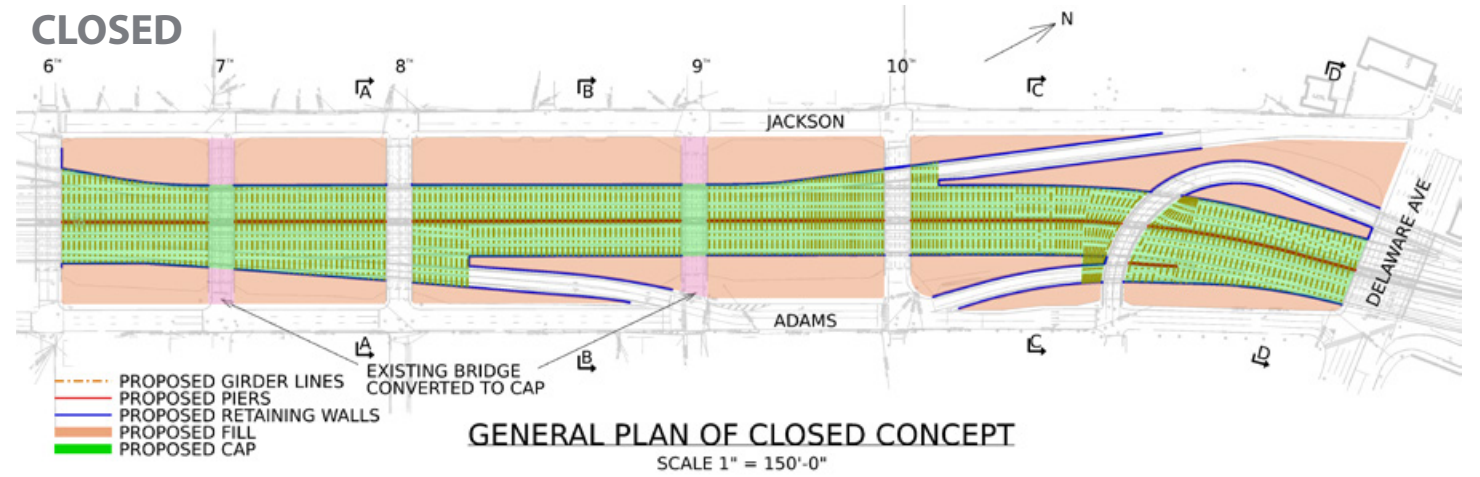 CLOSED
N
6TH
7TH
8TH
9TH
10TH
A
B
C
D
JACKSON
DELAWARE AVE
ADAMS
A
B
C
D
EXISTING BRIDGE
CONVERTED TO CAP
PROPOSED GIRDER LINES
PROPOSED PIERS
PROPOSED RETAINING WALLS
PROPOSED FILL
PROPOSED CAP
GENERAL PLAN OF CLOSED CONCEPT
SCALE 1" = 150'-0"